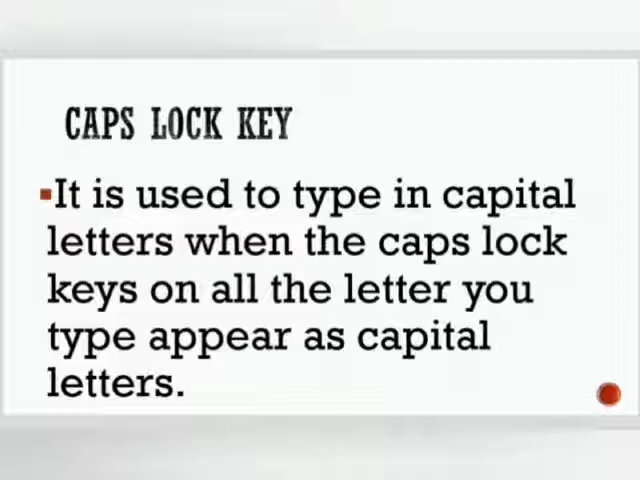 CAPS LOCK KEY
It is used to type in capital
letters when the caps lock
keys on all the letter you
type appear as capital
letters.